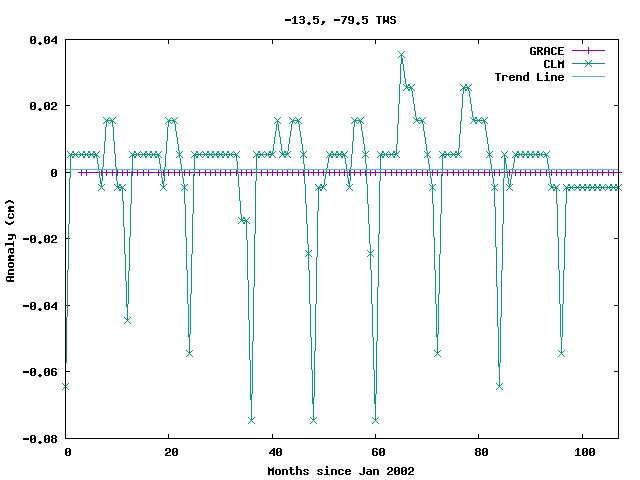 -13.5, -79.5 TWS
GRACE
CLM
Trend Line
0.04
0.02
0
-0.02
-0.04
-0.06
-0.08
Anomaly (cm)
0 20 40 60 80 100
Months since Jan 2002